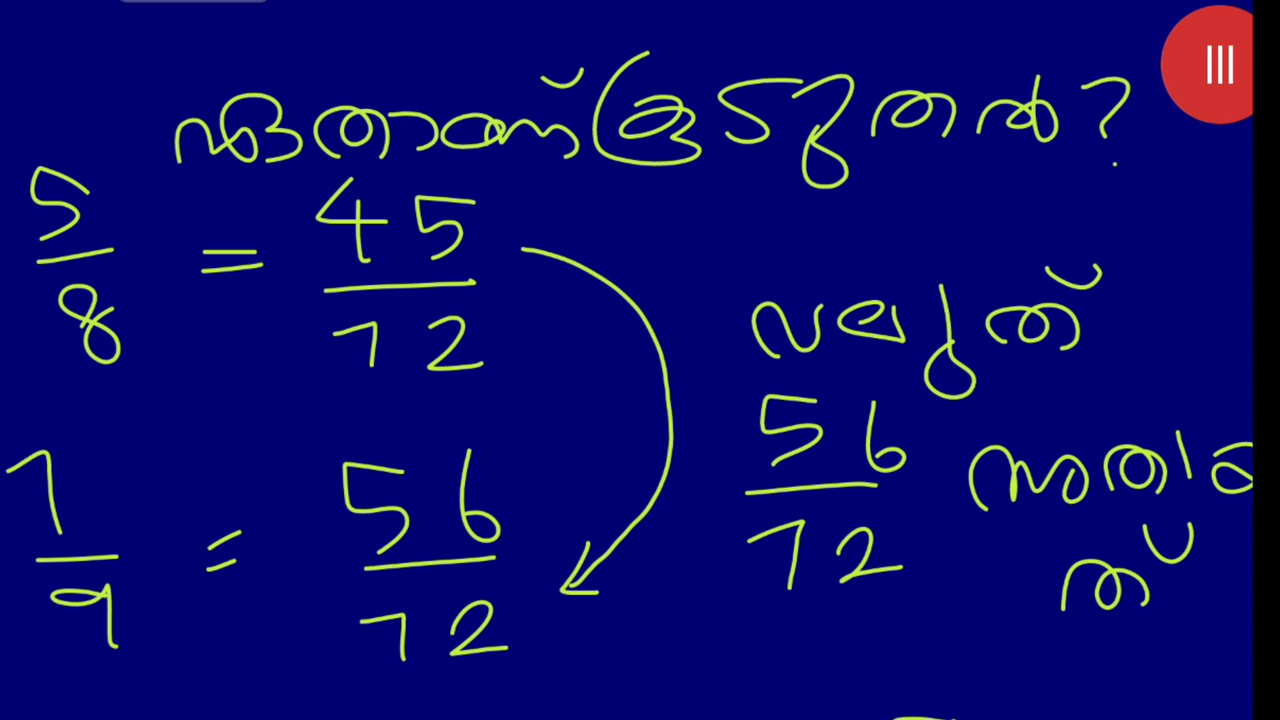 ഏതാണ് കൂടുതൽ?
5/8 = 45/72
വലുത്
7/9 = 56/72
56/72